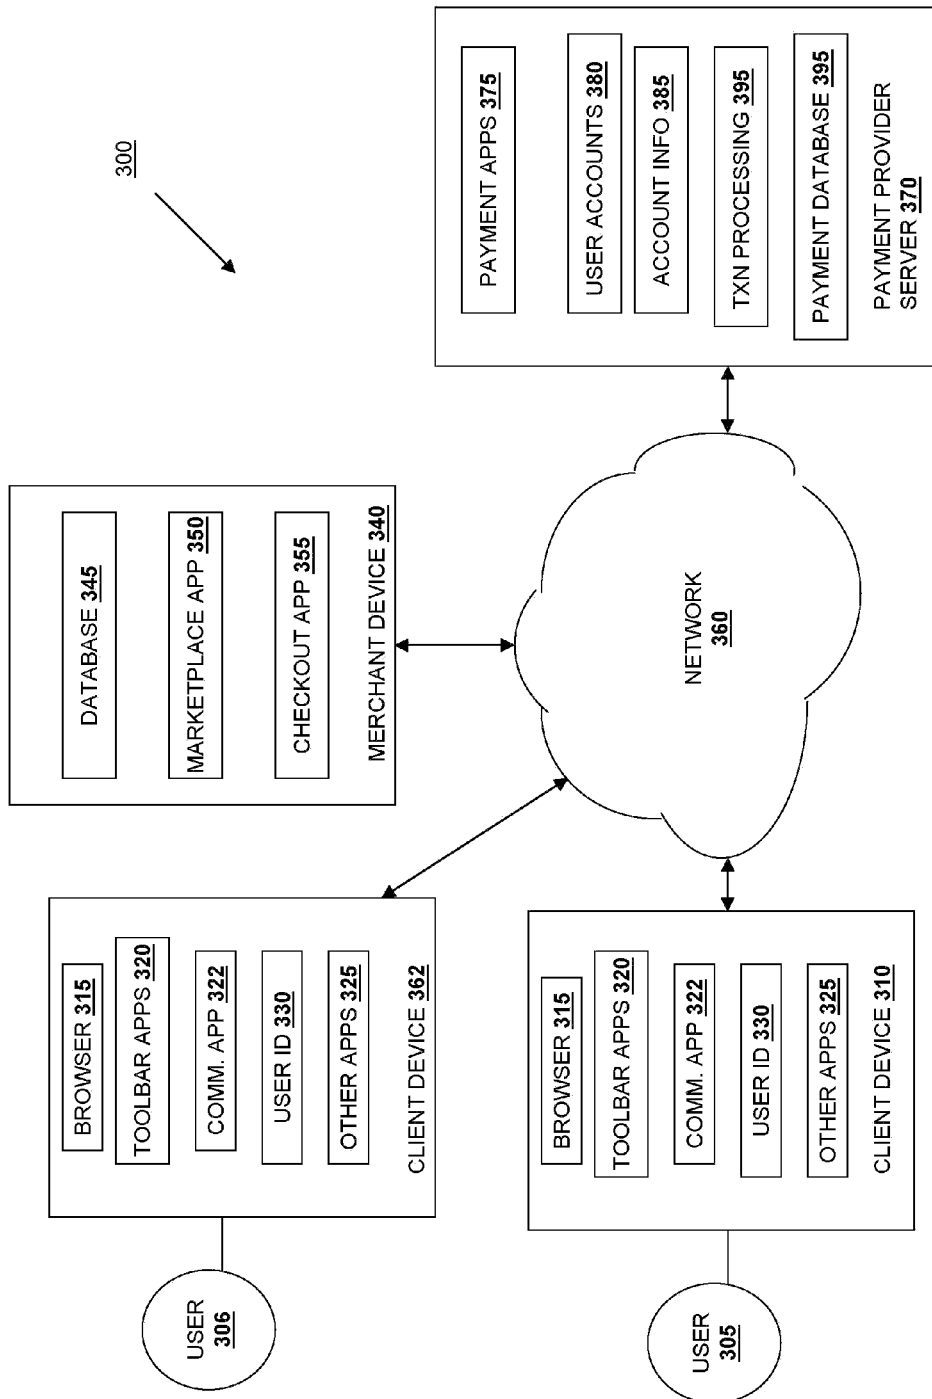 300
USER
306
BROWSER 315
TOOLBAR APPS 320
COMM. APP 322
USER ID 330
OTHER APPS 325
CLIENT DEVICE 362
DATABASE 345
MARKETPLACE APP 350
CHECKOUT APP 355
MERCHANT DEVICE 340
USER
305
BROWSER 315
TOOLBAR APPS 320
COMM. APP 322
USER ID 330
OTHER APPS 325
CLIENT DEVICE 310
NETWORK
360
PAYMENT APPS 375
USER ACCOUNTS 380
ACCOUNT INFO 385
TXN PROCESSING 395
PAYMENT DATABASE 395
PAYMENT PROVIDER
SERVER 370